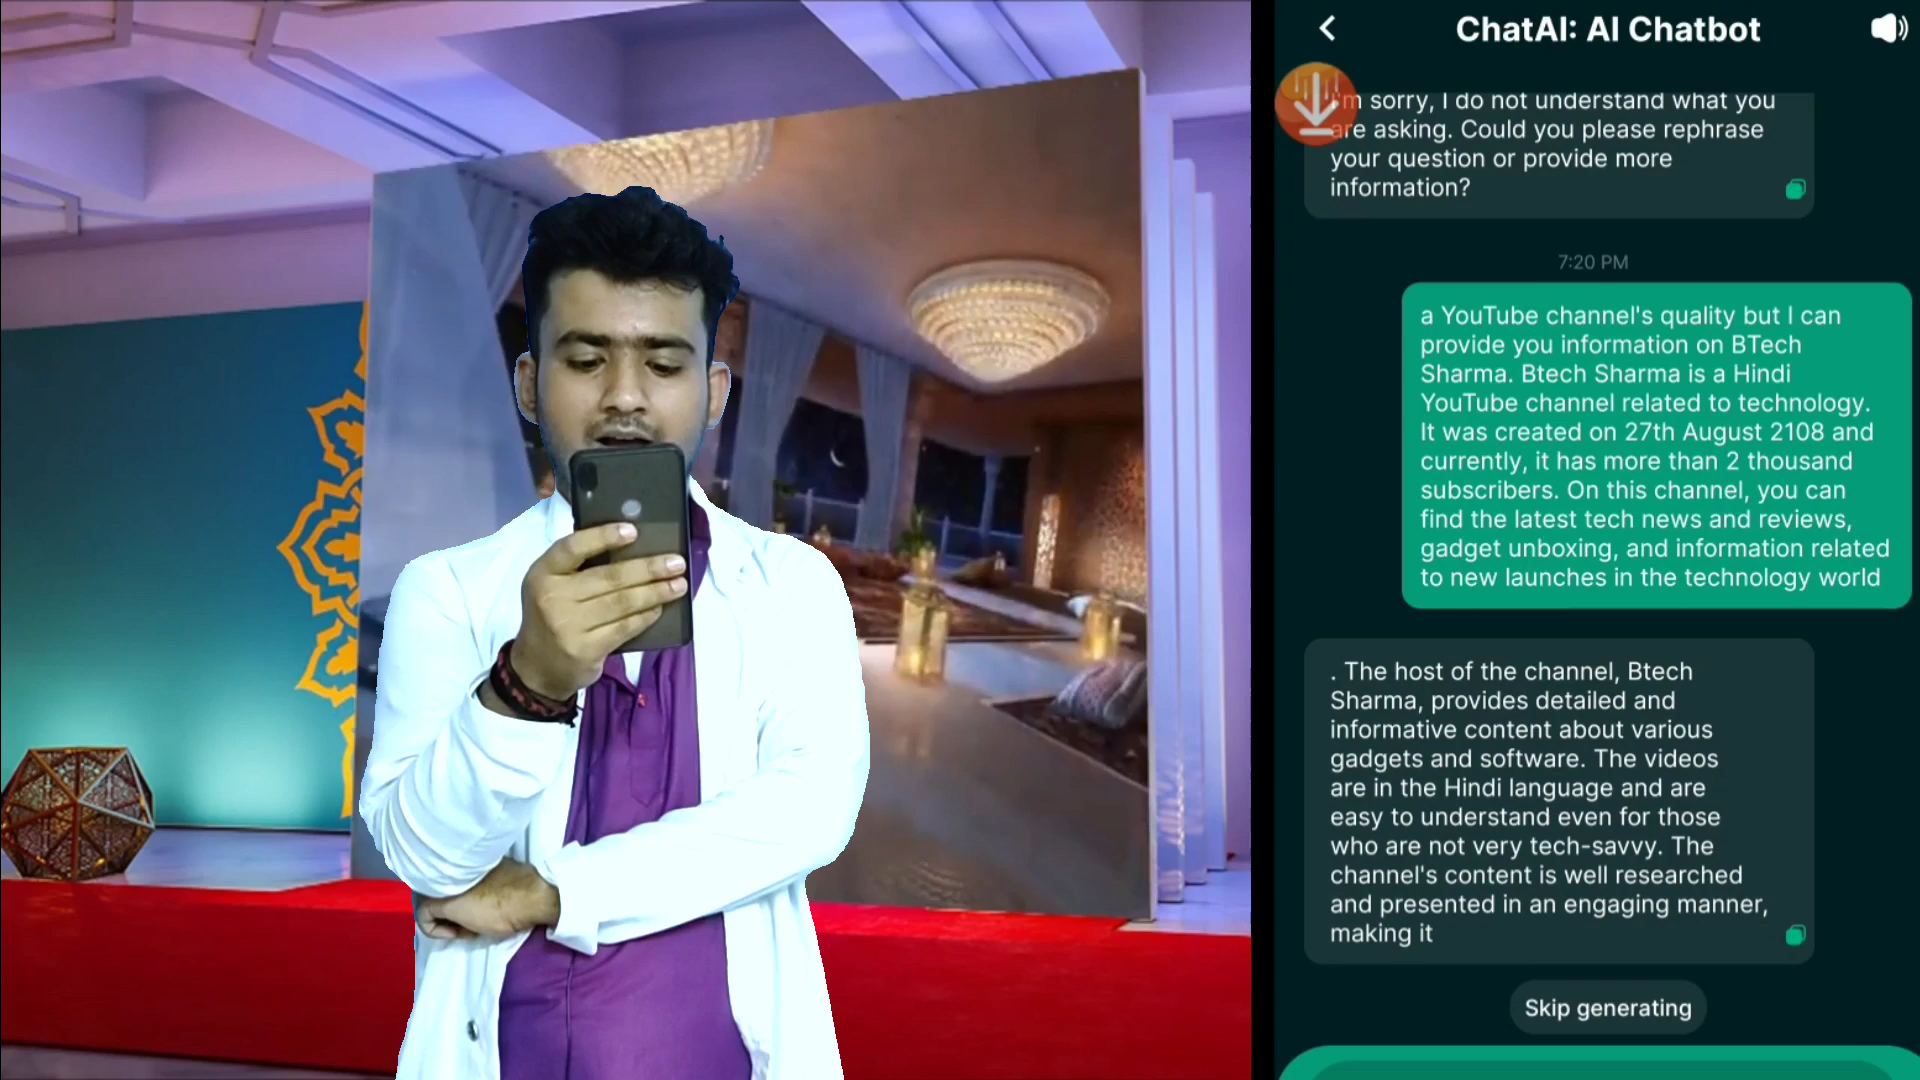 ChatAI: AI Chatbot
I'm sorry, I do not understand what you
are asking. Could you please rephrase
your question or provide more
information?
7:20 PM
a YouTube channel's quality but I can
provide you information on BTech
Sharma. Btech Sharma is a Hindi
YouTube channel related to technology.
It was created on 27th August 2108 and
currently, it has more than 2 thousand
subscribers. On this channel, you can
find the latest tech news and reviews,
gadget unboxing, and information related
to new launches in the technology world
. The host of the channel, Btech
Sharma, provides detailed and
informative content about various
gadgets and software. The videos
are in the Hindi language and are
easy to understand even for those
who are not very tech-savvy. The
channel's content is well researched
and presented in an engaging manner,
making it
Skip generating